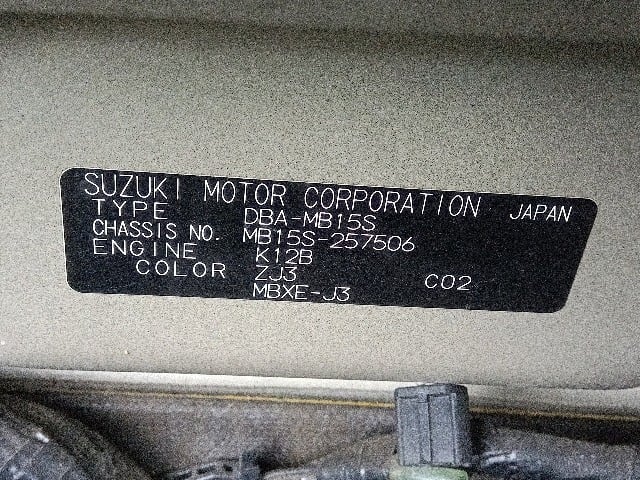 SUZUKI MOTOR CORPORATION JAPAN
TYPE DBA-MB15S
CHASSIS NO. MB15S-257506
ENGINE K12B
COLOR ZJ3 C02
MBXE-J3